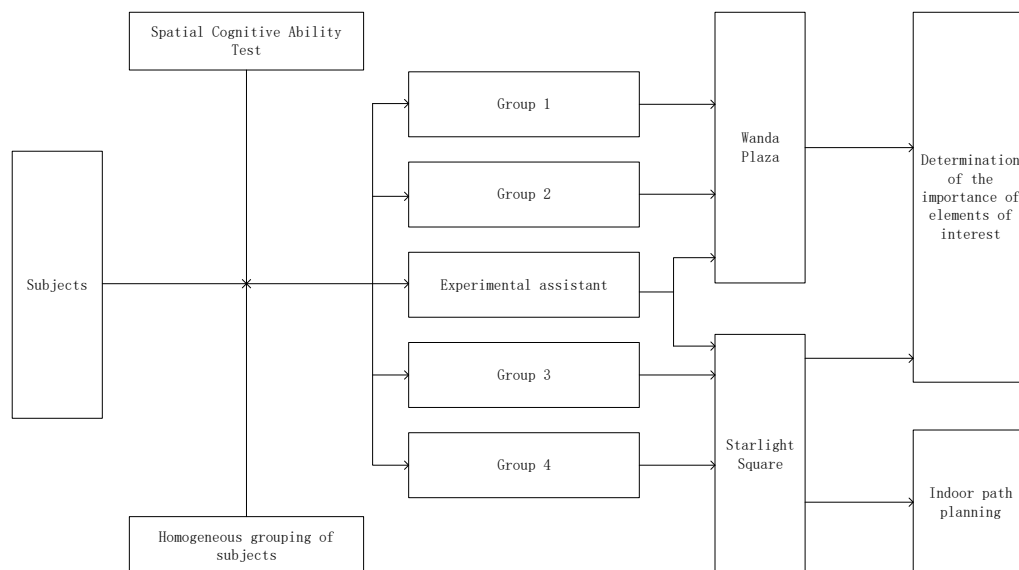 Spatial Cognitive Ability
Test
Subjects
Homogeneous grouping of
subjects
Group 1
Group 2
Experimental assistant
Group 3
Group 4
Wanda
Plaza
Starlight
Square
Determination
of the
importance of
elements of
interest
Indoor path
planning